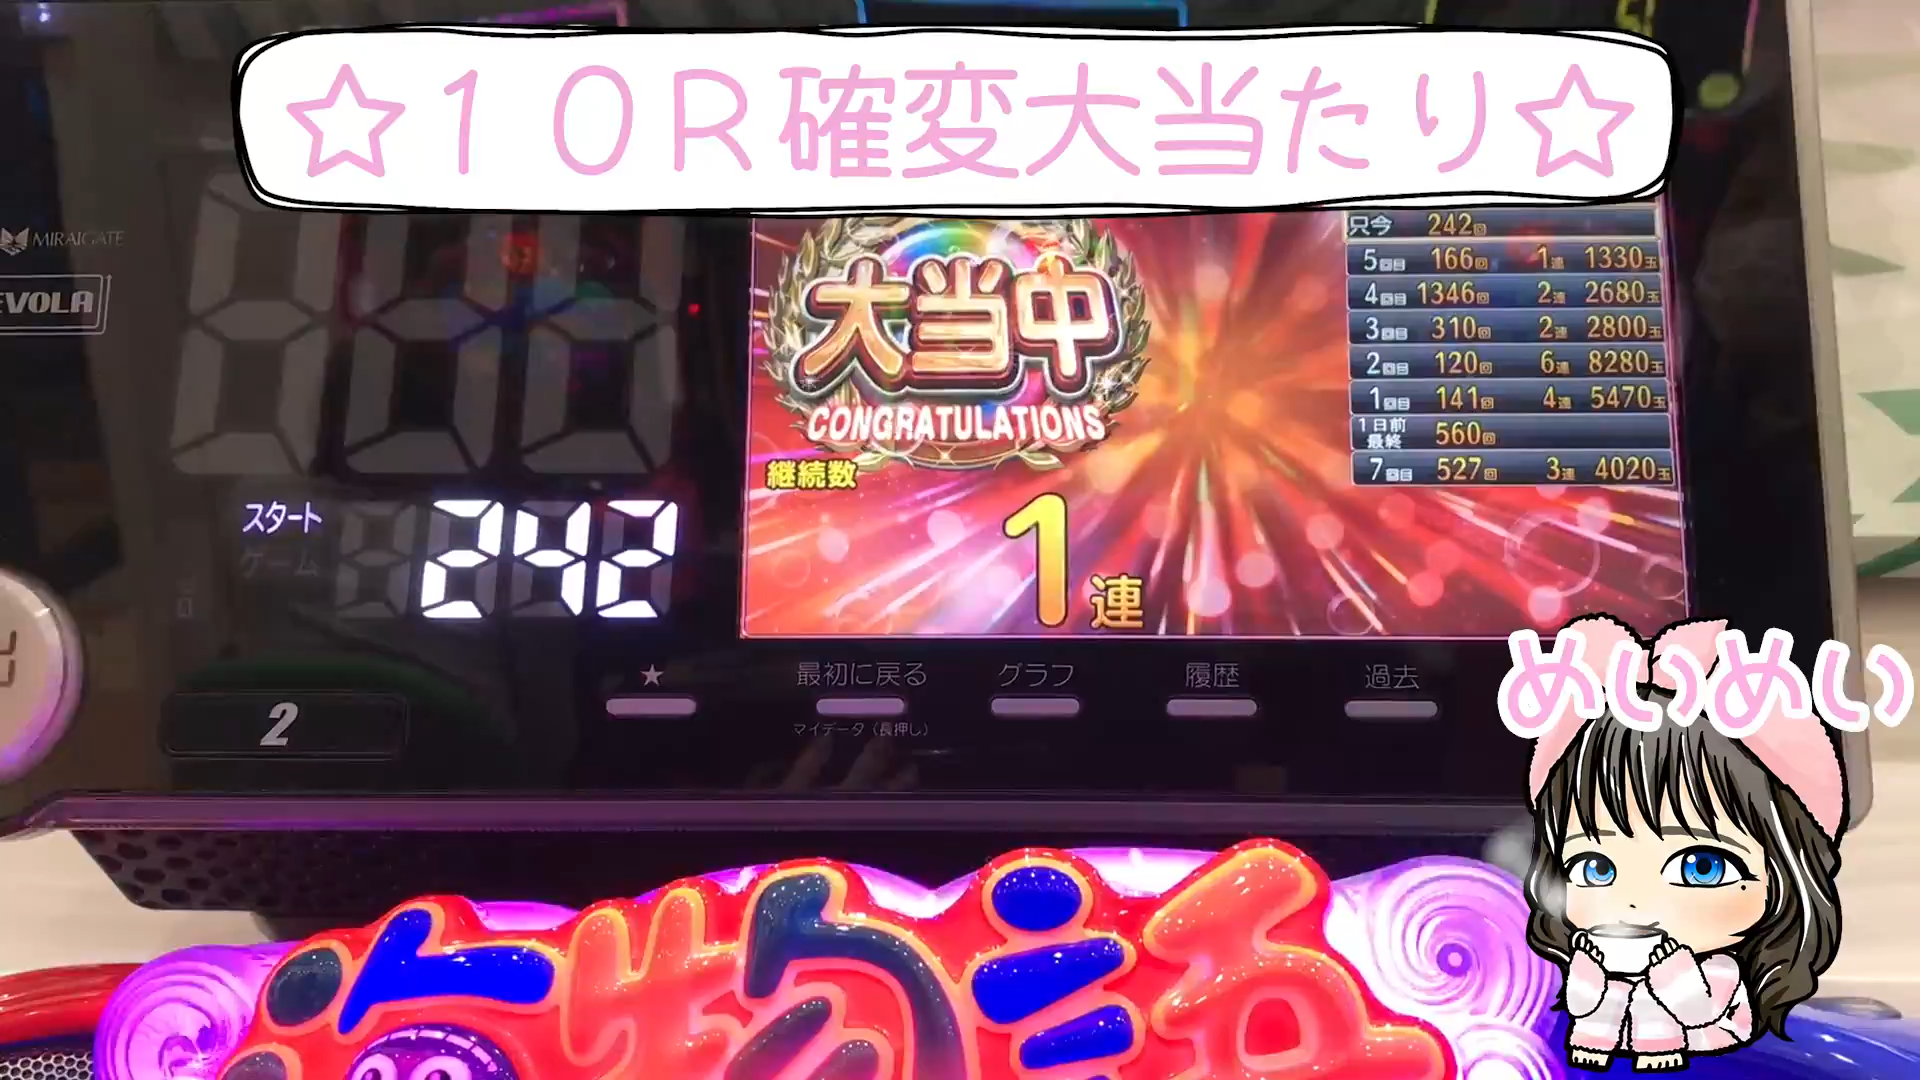 ☆１０Ｒ確変大当たり☆
MIRAIGATE
EVOLA
大当中
CONGRATULATIONS
継続数
1連
只今 242回
5回目 166回 1連 1330玉
4回目 1346回 2連 2680玉
3回目 310回 2連 2800玉
2回目 120回 6連 8280玉
1回目 141回 4連 5470玉
1日前最終 560回
7回目 527回 3連 4020玉
スタート 242
ゲーム
2
★ 最初に戻る グラフ 履歴 過去
マイデータ（長押し）
めいめい
海物語